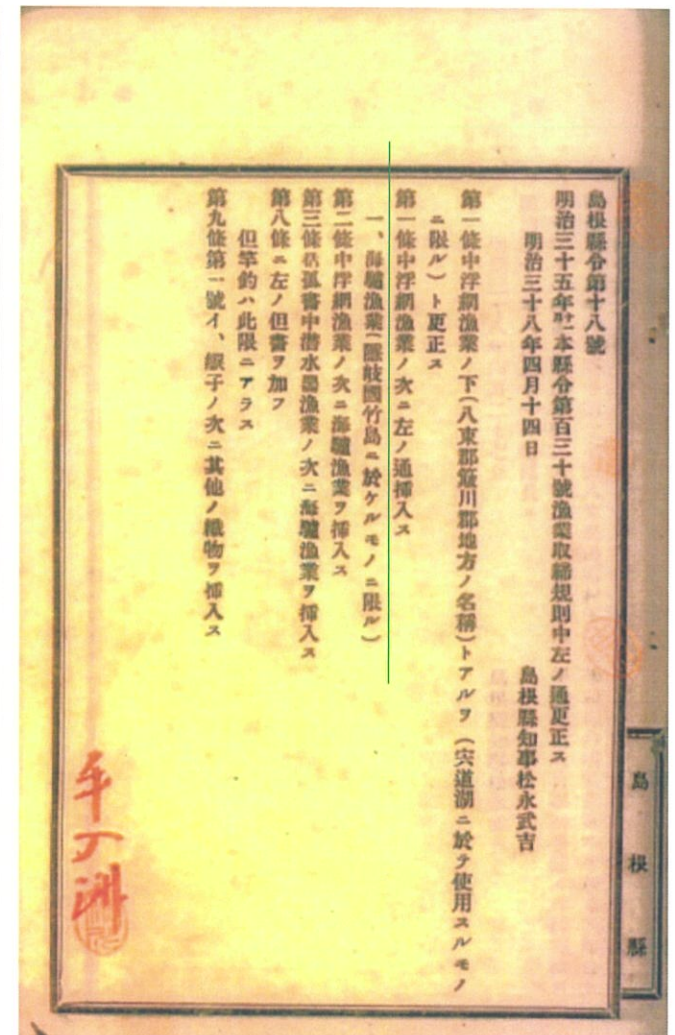 島根縣令第十八號
明治三十五年十一月本縣令第百三十號漁業取締規則中左ノ通更正ス
明治三十八年四月十四日
島根縣知事松永武吉
第一條中浮網漁業ノ下(八束郡簸川郡地方ノ名稱)トアルヲ(宍道湖ニ於テ使用スルモノ
ニ限ル)ト更正ス
第一條中浮網漁業ノ次ニ左ノ通挿入ス
一、海驢漁業(隱岐國竹島ニ於ケルモノニ限ル)
第二條中浮網漁業ノ次ニ海驢漁業ヲ挿入ス
第三條括孤書中潜水器漁業ノ次ニ海驢漁業ヲ挿入ス
第八條ニ左ノ但書ヲ加フ
但竿釣ハ此限ニアラス
第九條第一號イ、緞子ノ次ニ其他ノ織物ヲ挿入ス
島根縣